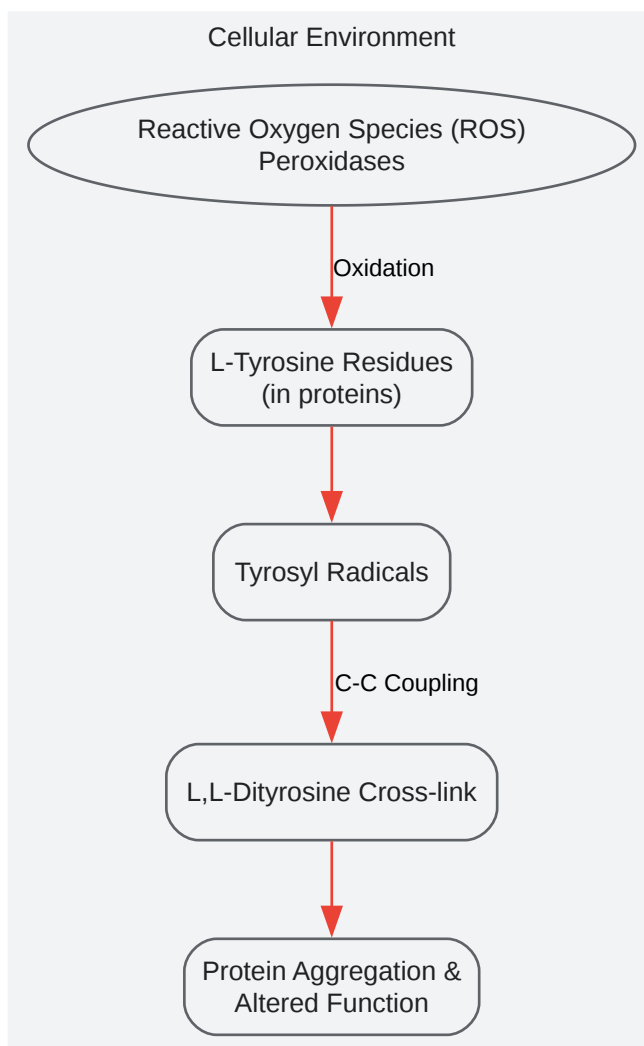 Cellular Environment
Reactive Oxygen Species (ROS)
Peroxidases
Oxidation
L-Tyrosine Residues
(in proteins)
Tyrosyl Radicals
C-C Coupling
L,L-Dityrosine Cross-link
Protein Aggregation &
Altered Function